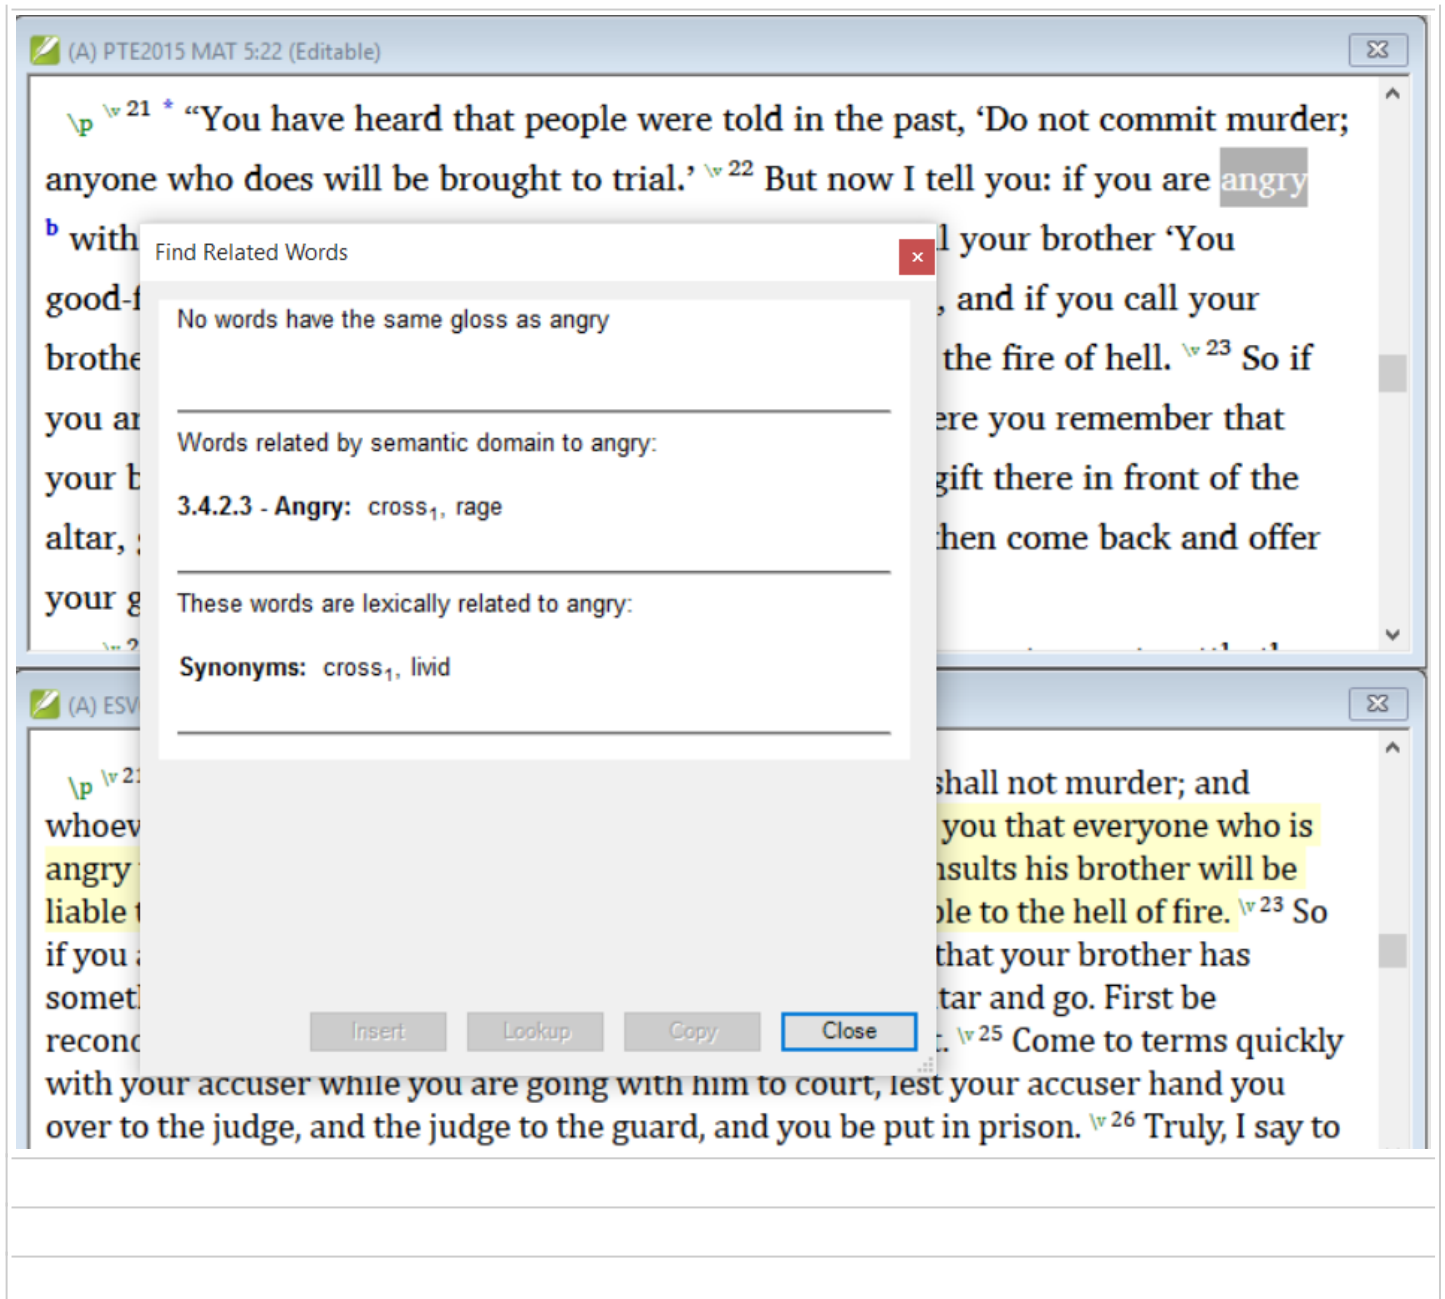 (A) PTE2015 MAT 5:22 (Editable)
\p \v 21 * “You have heard that people were told in the past, ‘Do not commit murder;
anyone who does will be brought to trial.’ \v 22 But now I tell you: if you are angry
b with l your brother ‘You
good-f , and if you call your
brothe the fire of hell. \v 23 So if
you ar ere you remember that
your b gift there in front of the
altar, then come back and offer
your g
Find Related Words
No words have the same gloss as angry
Words related by semantic domain to angry:
3.4.2.3 - Angry: cross1, rage
These words are lexically related to angry:
Synonyms: cross1, livid
Insert Lookup Copy Close
(A) ESV
\p \v 21 shall not murder; and
whoev you that everyone who is
angry nsults his brother will be
liable t ble to the hell of fire. \v 23 So
if you that your brother has
somet tar and go. First be
recon t. \v 25 Come to terms quickly
with your accuser while you are going with him to court, lest your accuser hand you
over to the judge, and the judge to the guard, and you be put in prison. \v 26 Truly, I say to